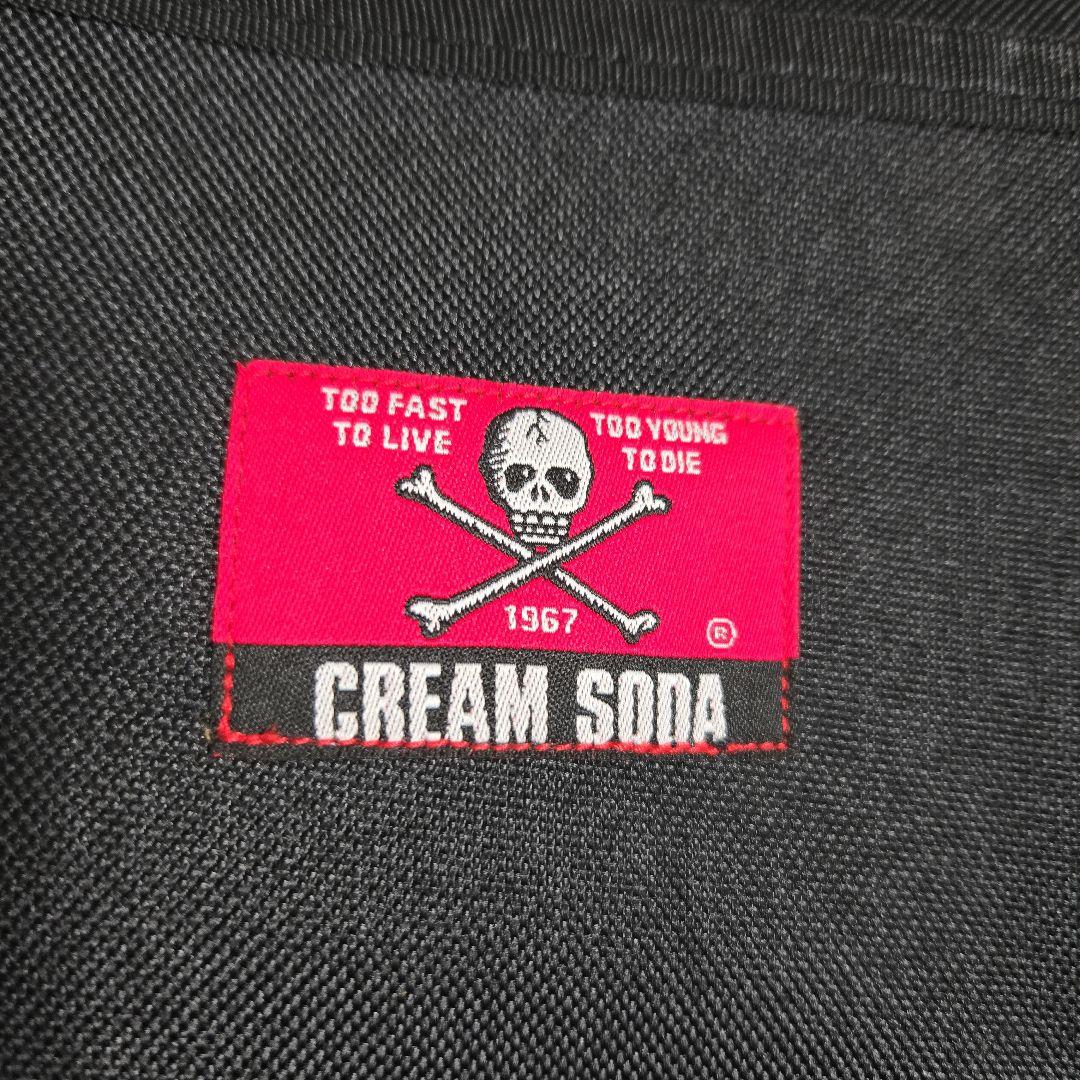 TOO FAST
TO LIVE
TOO YOUNG
TO DIE
1967
®
CREAM SODA